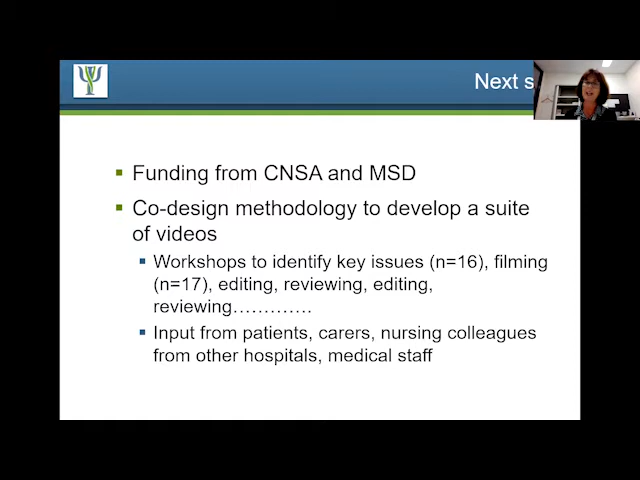 Next s
Funding from CNSA and MSD
Co-design methodology to develop a suite
of videos
Workshops to identify key issues (n=16), filming
(n=17), editing, reviewing, editing,
reviewing………….
Input from patients, carers, nursing colleagues
from other hospitals, medical staff